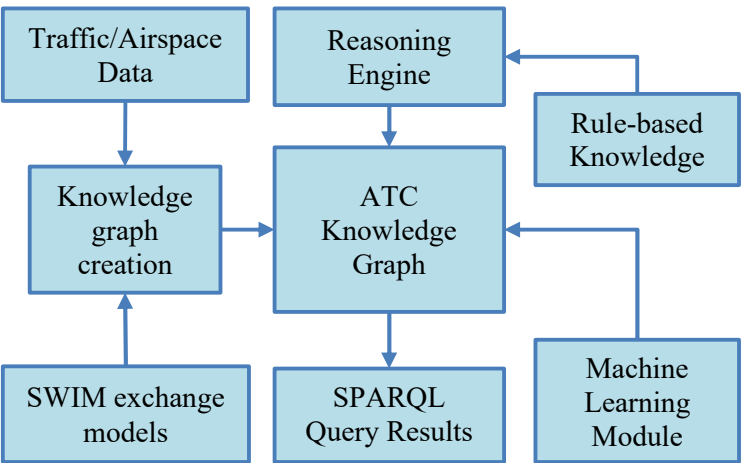 Traffic/Airspace
Data
Reasoning
Engine
Rule-based
Knowledge
Knowledge
graph
creation
ATC
Knowledge
Graph
SWIM exchange
models
SPARQL
Query Results
Machine
Learning
Module